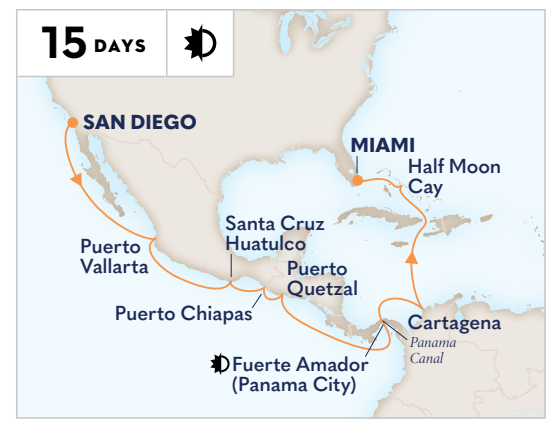 15 DAYS
SAN DIEGO
MIAMI
Half Moon
Cay
Santa Cruz
Huatulco
Puerto
Vallarta
Puerto
Quetzal
Puerto Chiapas
Cartagena
Panama
Canal
Fuerte Amador
(Panama City)